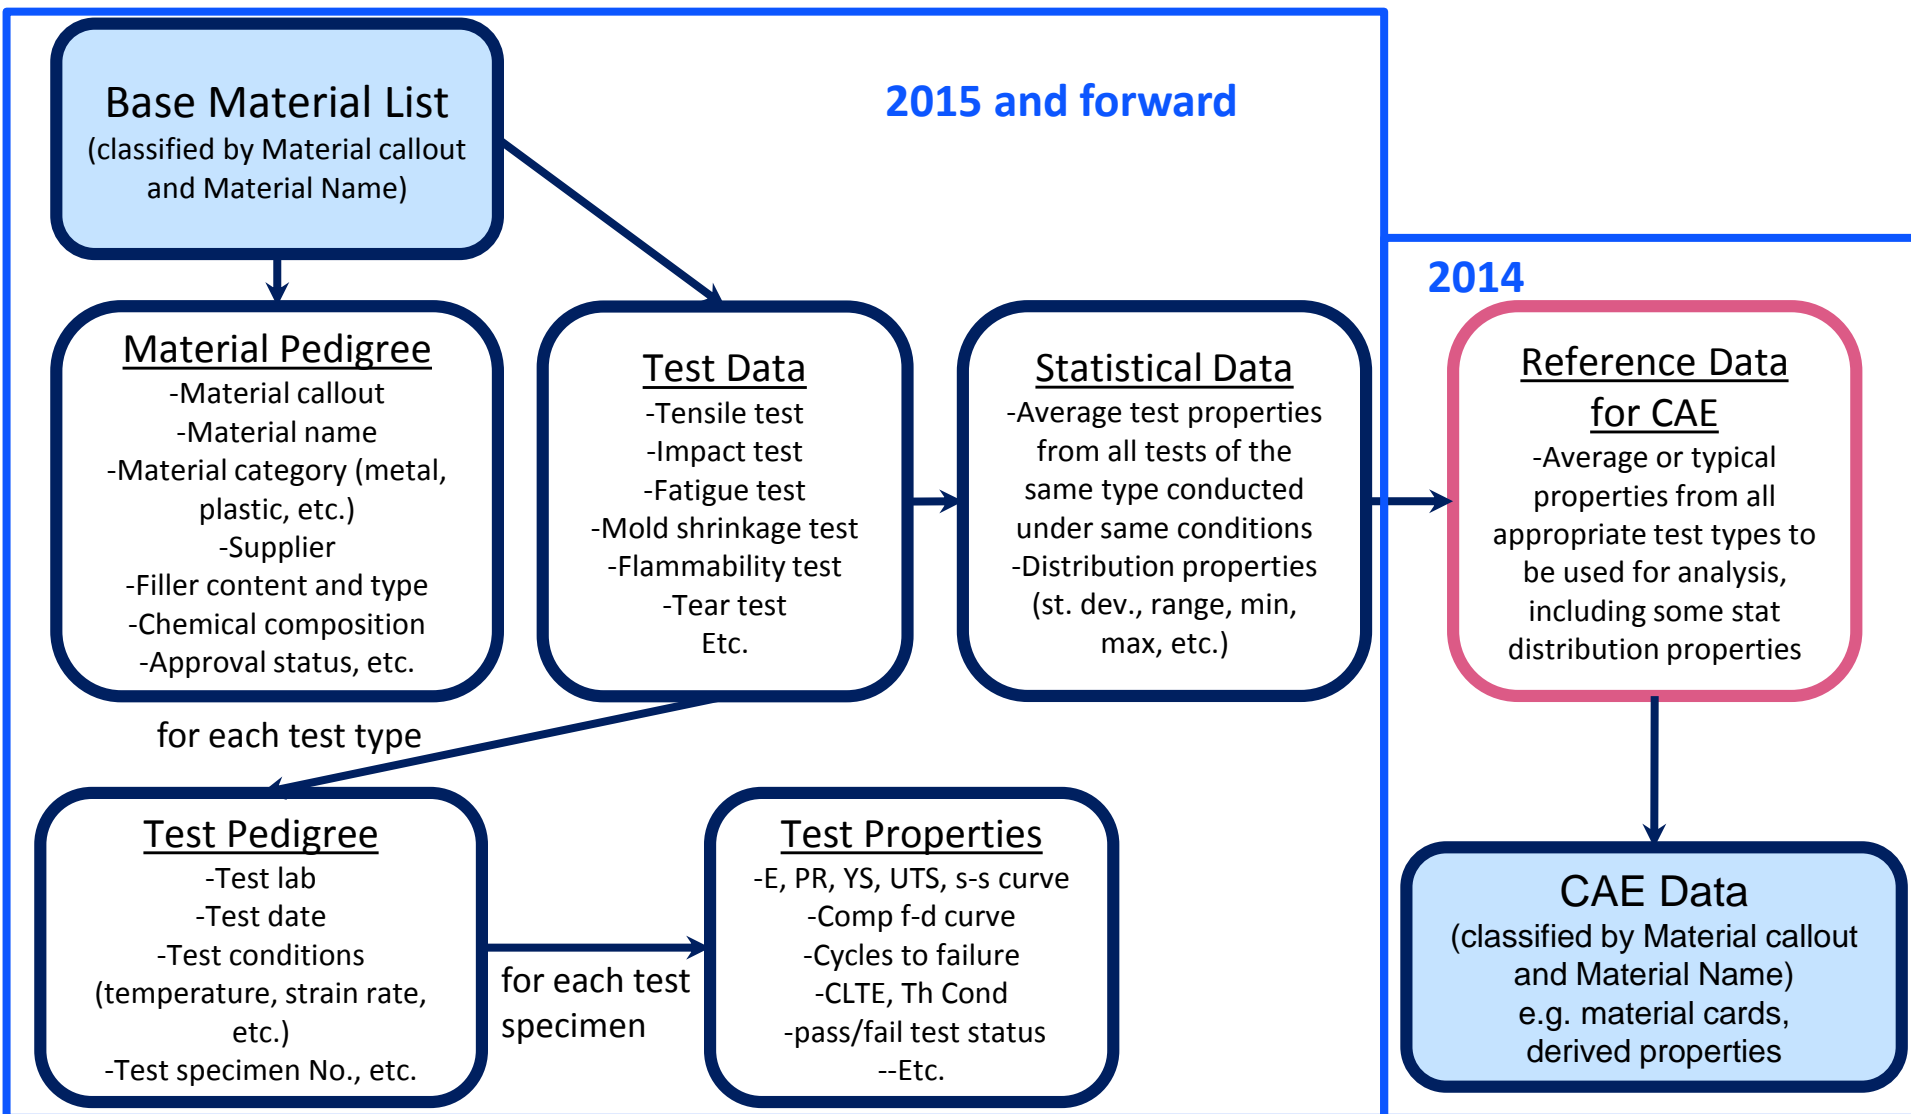 Base Material List
(classified by Material callout
and Material Name)
2015 and forward
2014
Material Pedigree
-Material callout
-Material name
-Material category (metal,
plastic, etc.)
-Supplier
-Filler content and type
-Chemical composition
-Approval status, etc.
Test Data
-Tensile test
-Impact test
-Fatigue test
-Mold shrinkage test
-Flammability test
-Tear test
Etc.
Statistical Data
-Average test properties
from all tests of the
same type conducted
under same conditions
-Distribution properties
(st. dev., range, min,
max, etc.)
Reference Data
for CAE
-Average or typical
properties from all
appropriate test types to
be used for analysis,
including some stat
distribution properties
for each test type
Test Pedigree
-Test lab
-Test date
-Test conditions
(temperature, strain rate,
etc.)
-Test specimen No., etc.
for each test
specimen
Test Properties
-E, PR, YS, UTS, s-s curve
-Comp f-d curve
-Cycles to failure
-CLTE, Th Cond
-pass/fail test status
--Etc.
CAE Data
(classified by Material callout
and Material Name)
e.g. material cards,
derived properties